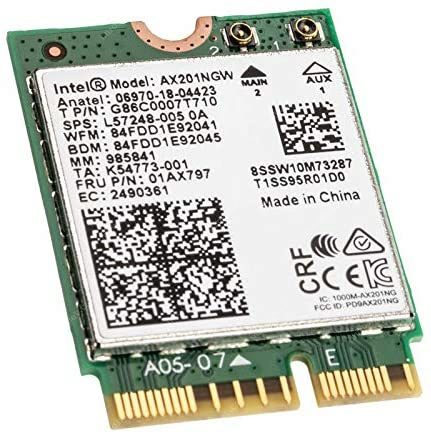 2 1
Intel® Model: AX201NGW
Anatel: 06970-18-04423
T P/N: G86C0007T710
SPS: L57248-005 0A
WFM: 84FDD1E92041
BDM: 84FDD1E92045
MM: 985841
TA: K54773-001
FRU P/N: 01AX797
EC: 2490361
MAIN
2
AUX
1
8SSW10M73287
T1SS95R01D0
Made in China
CRF
CE
IC: 1000M-AX201NG
FCC ID: PD9AX201NG
A05-07
E